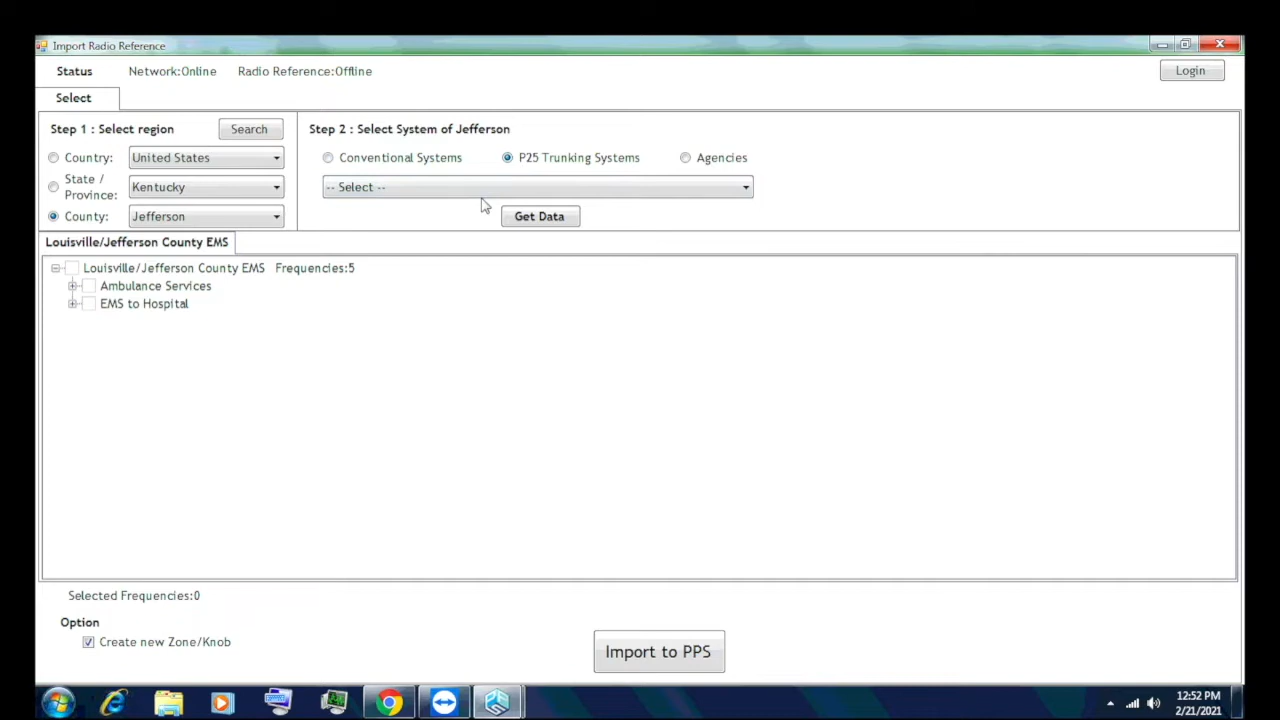 Import Radio Reference
Status Network:Online Radio Reference:Offline Login
Select
Step 1 : Select region Search
Country: United States
State / Province: Kentucky
County: Jefferson
Step 2 : Select System of Jefferson
Conventional Systems P25 Trunking Systems Agencies
-- Select --
Get Data
Louisville/Jefferson County EMS
Louisville/Jefferson County EMS Frequencies:5
Ambulance Services
EMS to Hospital
Selected Frequencies:0
Option
Create new Zone/Knob
Import to PPS
12:52 PM
2/21/2021